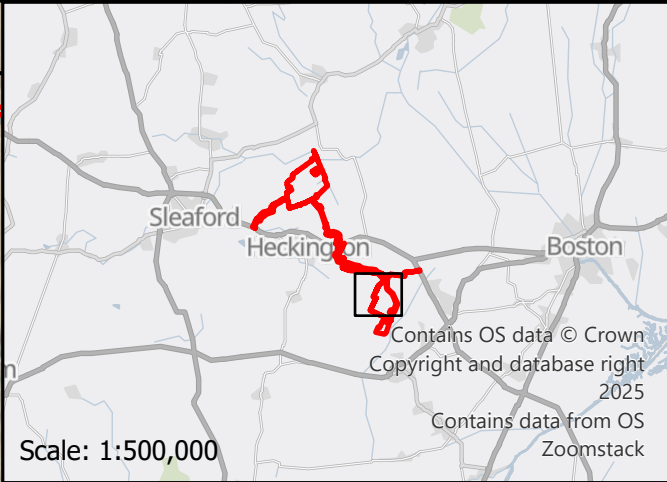 Sleaford
Heckington
Boston
Contains OS data © Crown
Copyright and database right
2025
Contains data from OS
Zoomstack
Scale: 1:500,000